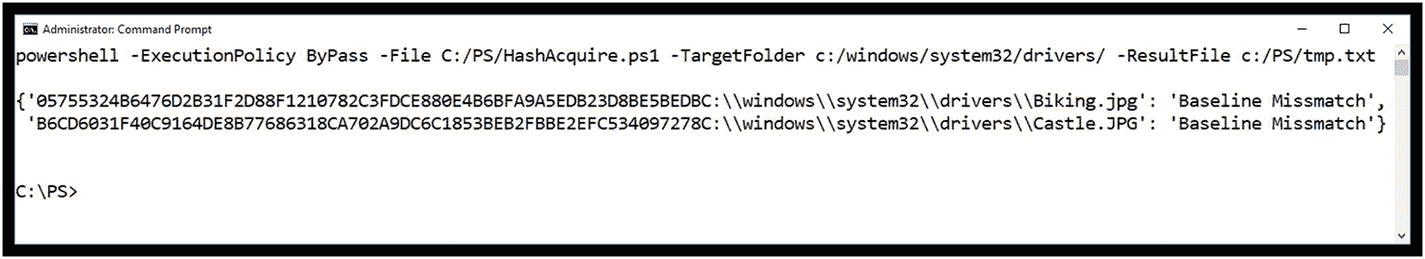 Administrator: Command Prompt
powershell -ExecutionPolicy ByPass -File C:/PS/HashAcquire.ps1 -TargetFolder c:/windows/system32/drivers/ -ResultFile c:/PS/tmp.txt
{'05755324B6476D2B31F2D88F1210782C3FDCE880E4B6BFA9A5EDB23D8BE5BEDBC:\\windows\\system32\\drivers\\Biking.jpg': 'Baseline Missmatch',
'B6CD6031F40C9164DE8B77686318CA702A9DC6C1853BEB2FBBE2EFC534097278C:\\windows\\system32\\drivers\\Castle.JPG': 'Baseline Missmatch'}
C:\PS>